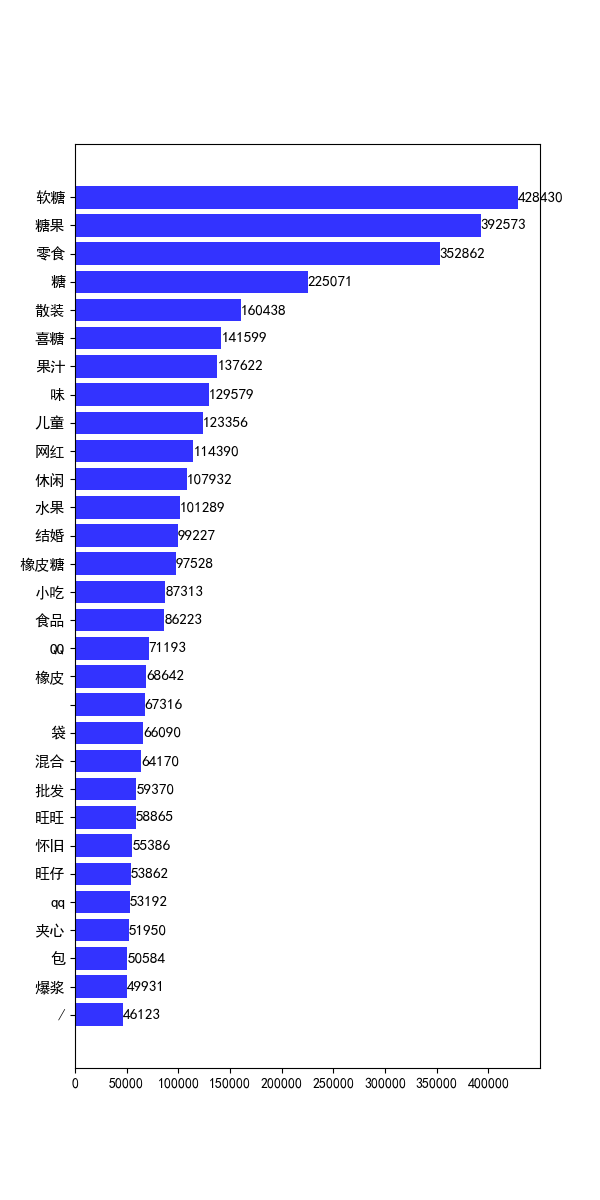 软糖 428430
糖果 392573
零食 352862
糖 225071
散装 160438
喜糖 141599
果汁 137622
味 129579
儿童 123356
网红 114390
休闲 107932
水果 101289
结婚 99227
橡皮糖 97528
小吃 87313
食品 86223
QQ 71193
橡皮 68642
67316
袋 66090
混合 64170
批发 59370
旺旺 58865
怀旧 55386
旺仔 53862
qq 53192
夹心 51950
包 50584
爆浆 49931
/ 46123
0 50000 100000 150000 200000 250000 300000 350000 400000